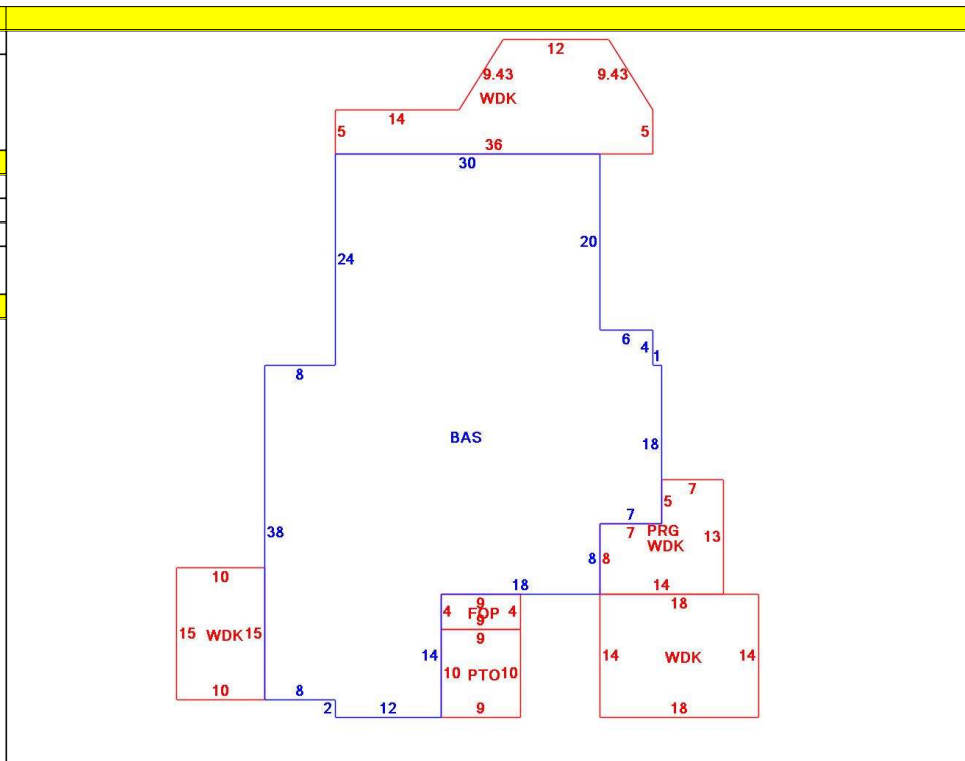 12
9.43 9.43
WDK
14
5 5
36
30
20
24
6 4
1
8
BAS
18
7
5
7
PRG
7 13
WDK
38 8 8
10 18 14
9 18
4 FOP 4
9
15 WDK 15 9
14 14 WDK 14
10 PTO 10
10 8
2 12 9 18